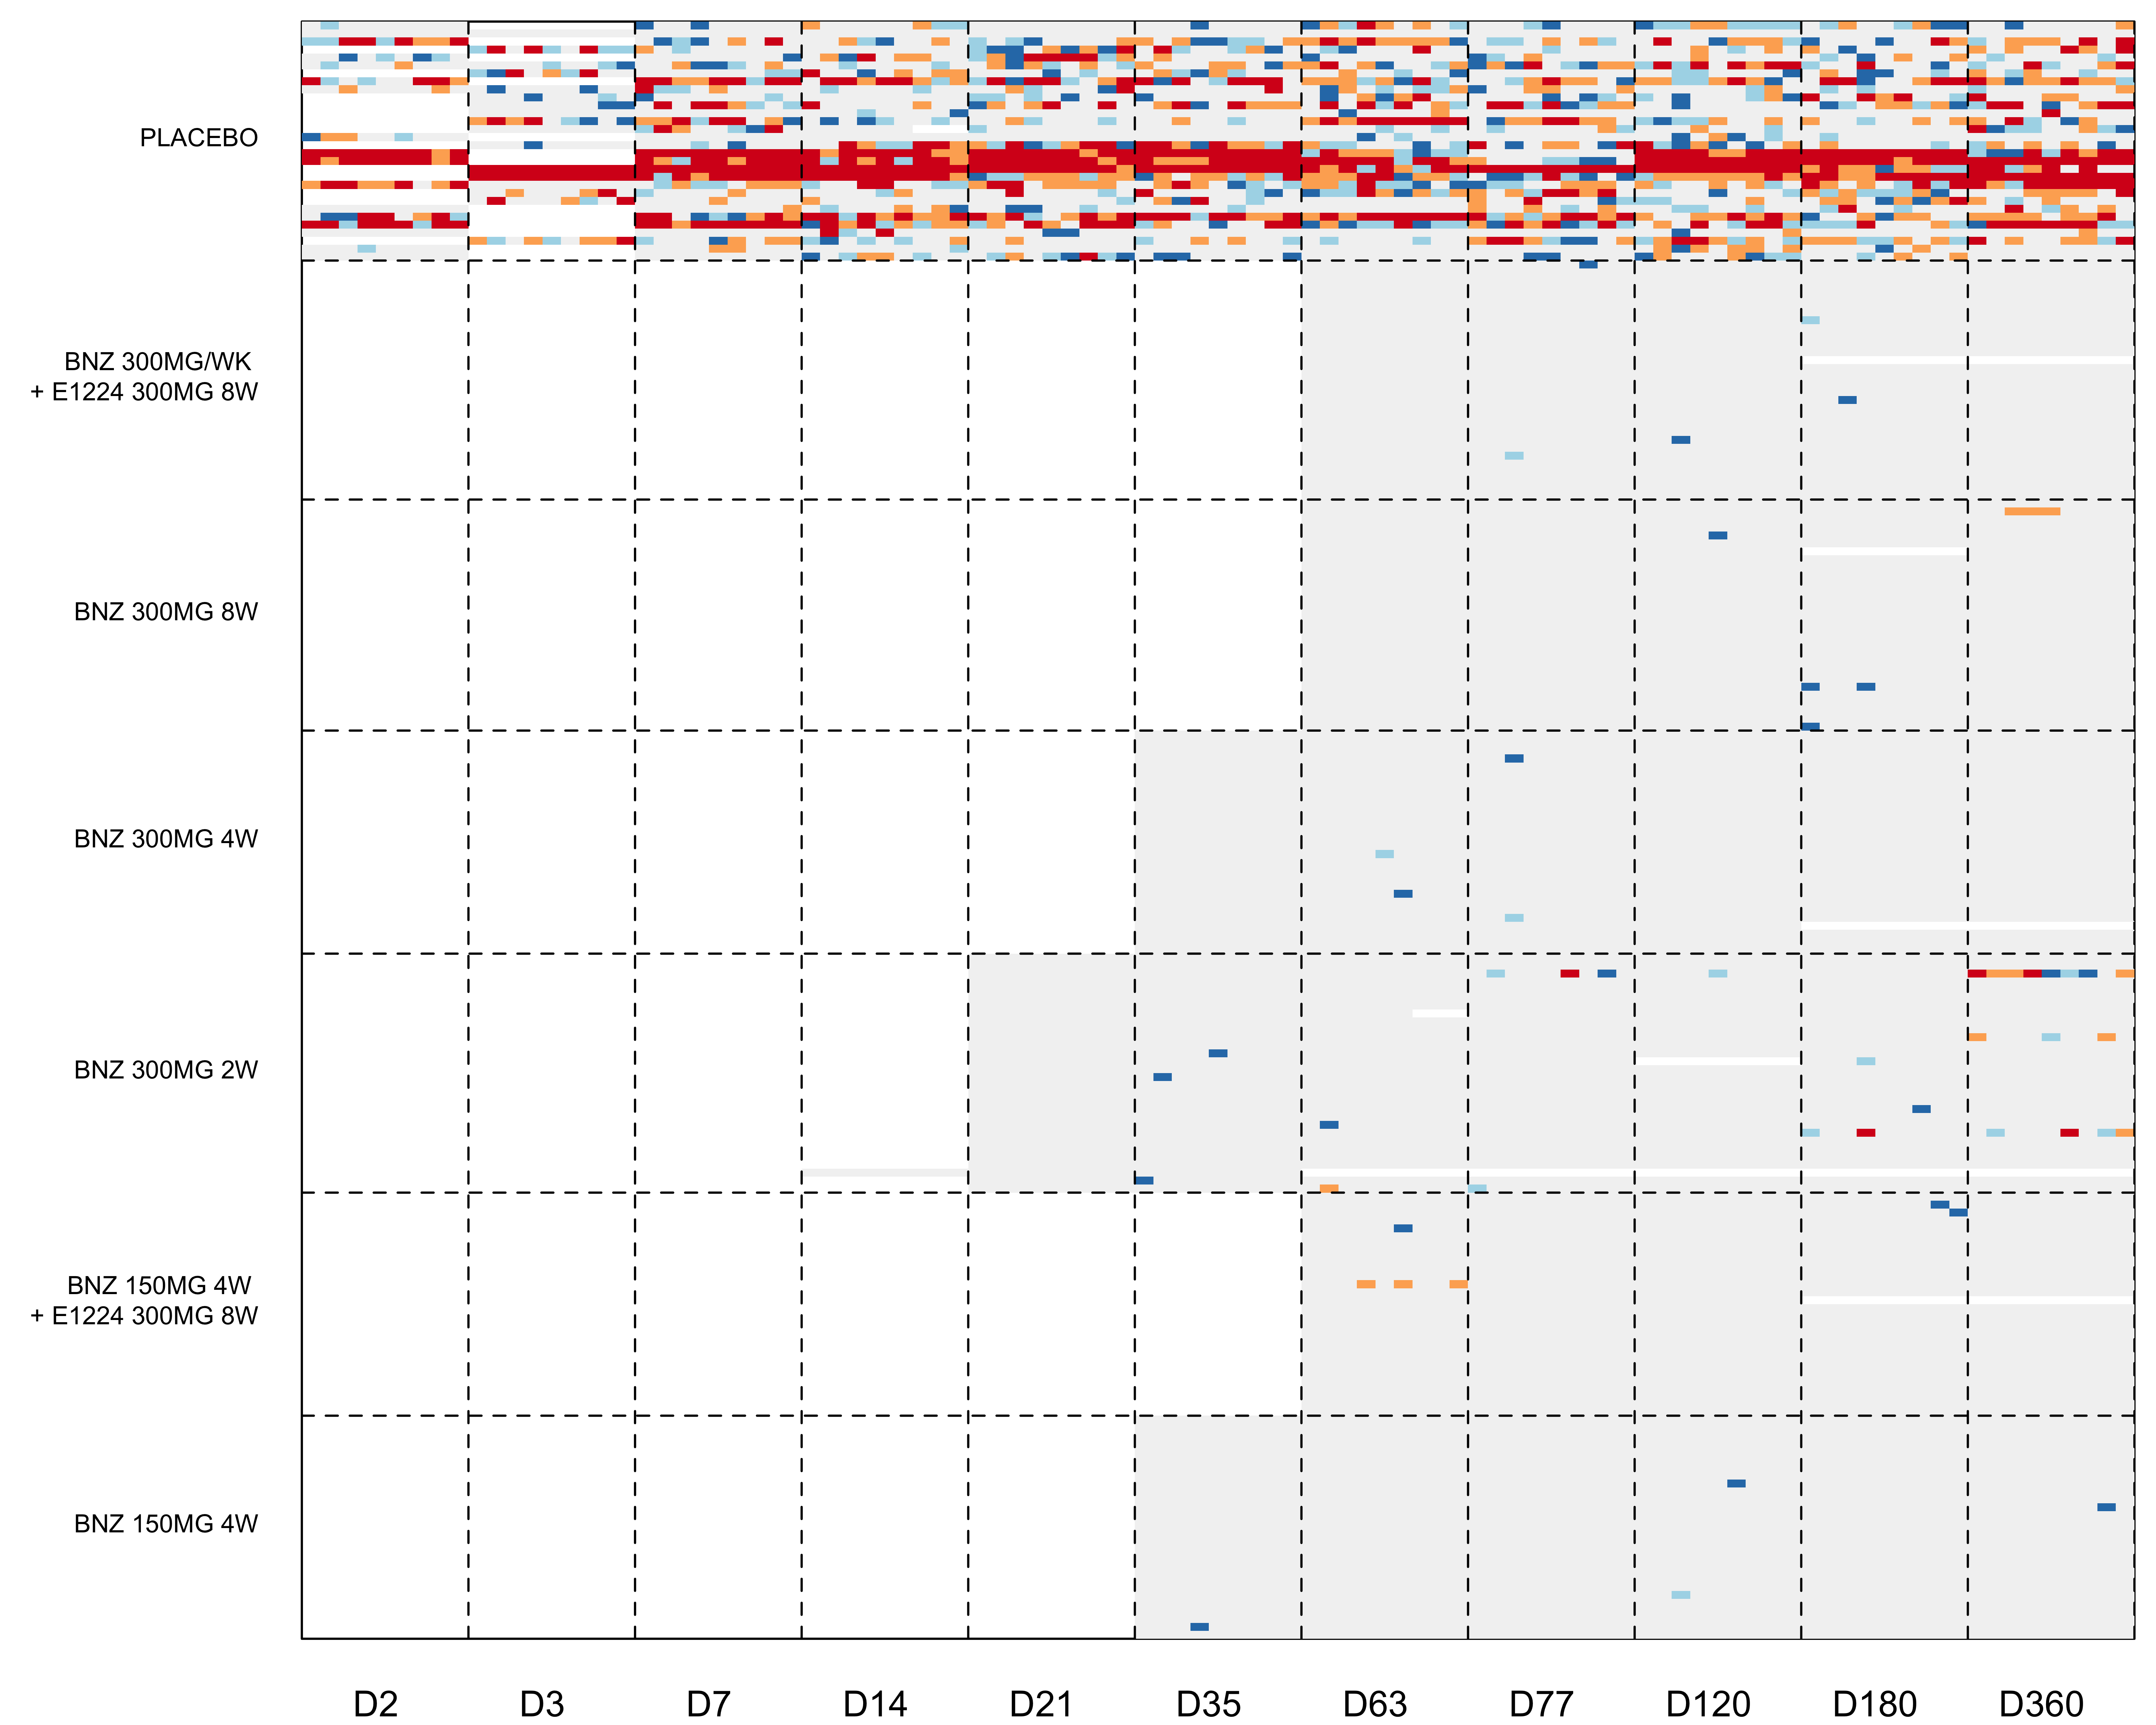 PLACEBO
BNZ 300MG/WK
+ E1224 300MG 8W
BNZ 300MG 8W
BNZ 300MG 4W
BNZ 300MG 2W
BNZ 150MG 4W
+ E1224 300MG 8W
BNZ 150MG 4W
D2 D3 D7 D14 D21 D35 D63 D77 D120 D180 D360